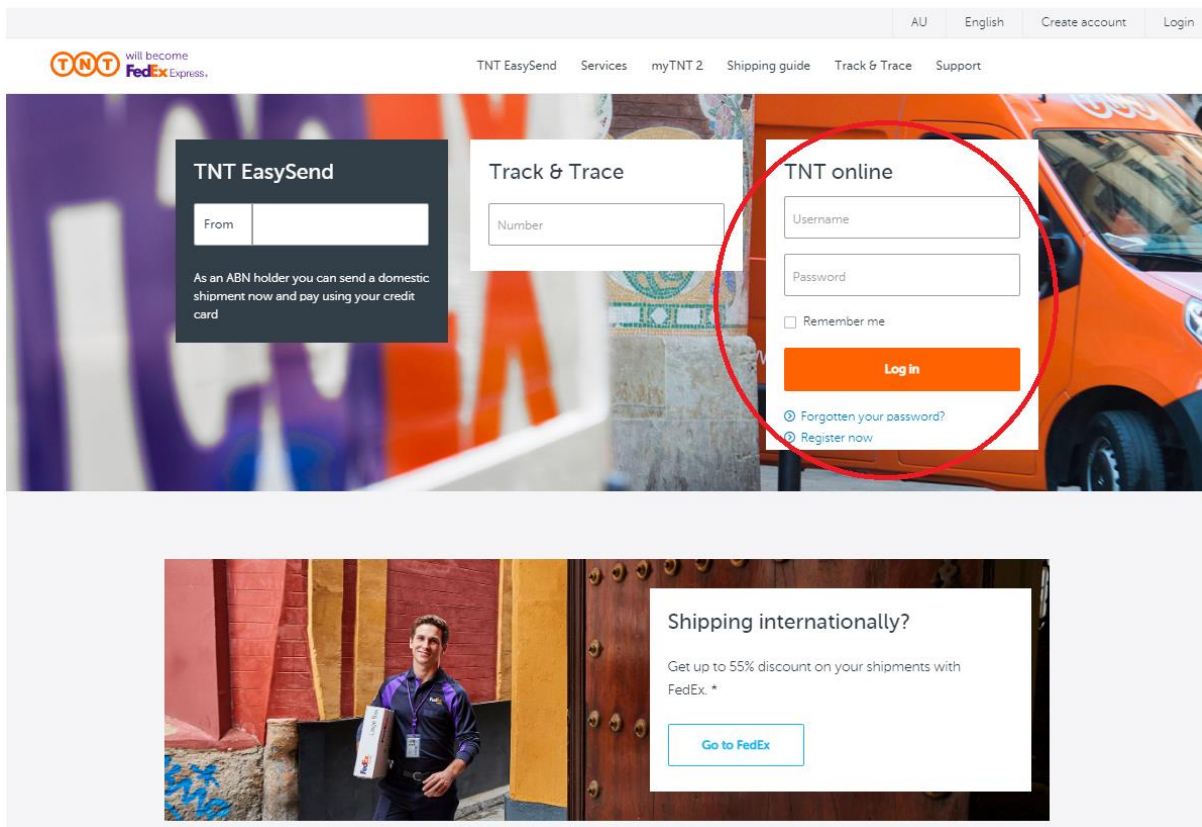 AU English Create account Login
TNT will become
FedEx Express.
TNT EasySend Services myTNT 2 Shipping guide Track & Trace Support
TNT EasySend
From
As an ABN holder you can send a domestic
shipment now and pay using your credit
card
Track & Trace
Number
TNT online
Username
Password
Remember me
Log in
Forgotten your password?
Register now
Shipping internationally?
Get up to 55% discount on your shipments with
FedEx. *
Go to FedEx
FedEx
FedEx